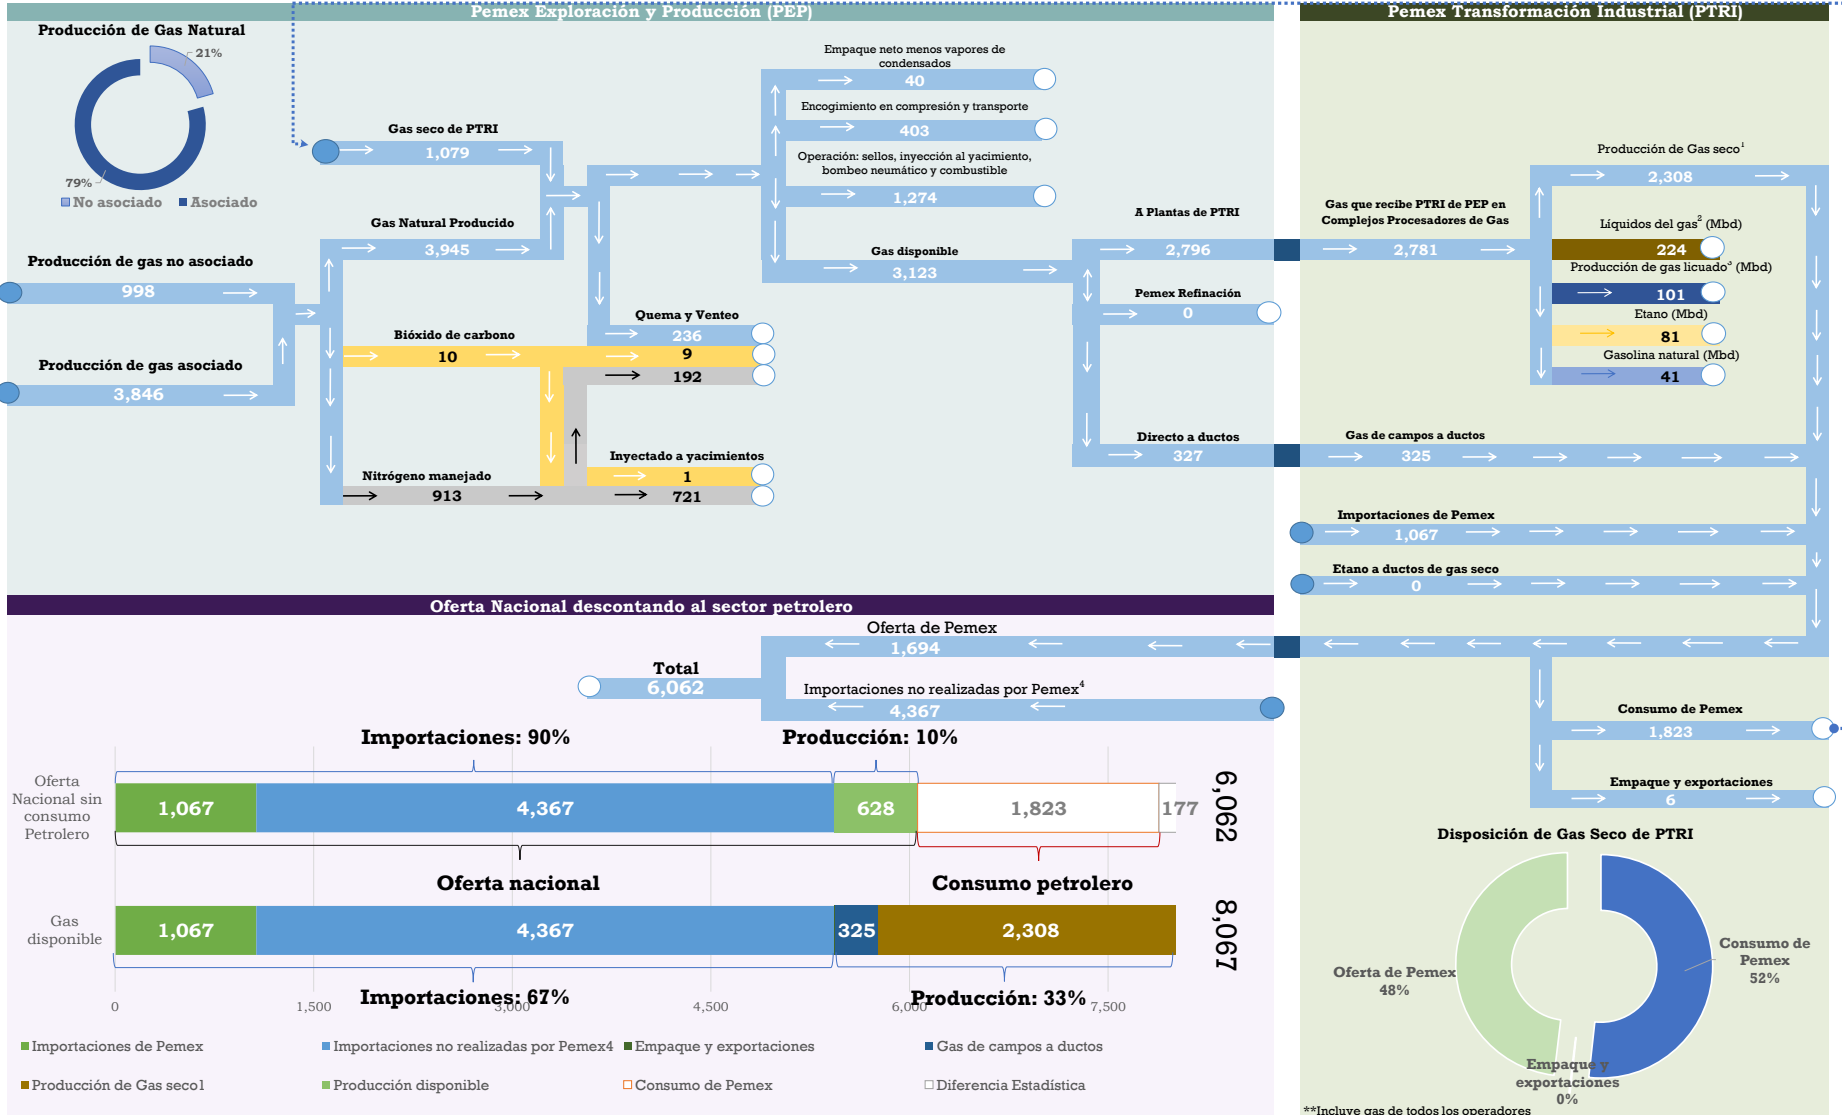 Pemex Exploración y Producción (PEP)
Producción de Gas Natural
21%
79%
No asociado
Asociado
Gas seco de PTRI
1,079
Gas Natural Producido
3,945
Producción de gas no asociado
998
Producción de gas asociado
3,846
Bióxido de carbono
10
Nitrógeno manejado
913
Quema y Venteo
236
9
192
Inyectado a yacimientos
1
721
Empaque neto menos vapores de
condensados
40
Encogimiento en compresión y transporte
403
Operación: sellos, inyección al yacimiento,
bombeo neumático y combustible
1,274
Gas disponible
3,123
A Plantas de PTRI
2,796
Pemex Refinación
0
Directo a ductos
327
Pemex Transformación Industrial (PTRI)
Gas que recibe PTRI de PEP en
Complejos Procesadores de Gas
2,781
Producción de Gas seco1
2,308
Líquidos del gas2 (Mbd)
224
Producción de gas licuado3 (Mbd)
101
Etano (Mbd)
81
Gasolina natural (Mbd)
41
Gas de campos a ductos
325
Importaciones de Pemex
1,067
Etano a ductos de gas seco
0
Consumo de Pemex
1,823
Empaque y exportaciones
6
Disposición de Gas Seco de PTRI
Oferta de Pemex
48%
Consumo de
Pemex
52%
Empaque y
exportaciones
0%
**Incluye gas de todos los operadores
Oferta Nacional descontando al sector petrolero
Oferta de Pemex
1,694
Total
6,062
Importaciones no realizadas por Pemex4
4,367
Importaciones: 90%
Producción: 10%
Oferta
Nacional sin
consumo
Petrolero
1,067
4,367
628
1,823
177
6,062
Oferta nacional
Consumo petrolero
Gas
disponible
1,067
4,367
325
2,308
8,067
Importaciones: 67%
Producción: 33%
0
1,500
3,000
4,500
6,000
7,500
Importaciones de Pemex
Importaciones no realizadas por Pemex4
Empaque y exportaciones
Gas de campos a ductos
Producción de Gas seco1
Producción disponible
Consumo de Pemex
Diferencia Estadística